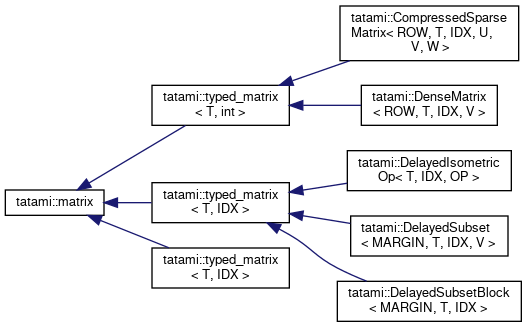 tatami::CompressedSparse
Matrix< ROW, T, IDX, U,
V, W >
tatami::typed_matrix
< T, int >
tatami::DenseMatrix
< ROW, T, IDX, V >
tatami::matrix
tatami::typed_matrix
< T, IDX >
tatami::DelayedIsometric
Op< T, IDX, OP >
tatami::DelayedSubset
< MARGIN, T, IDX, V >
tatami::typed_matrix
< T, IDX >
tatami::DelayedSubsetBlock
< MARGIN, T, IDX >